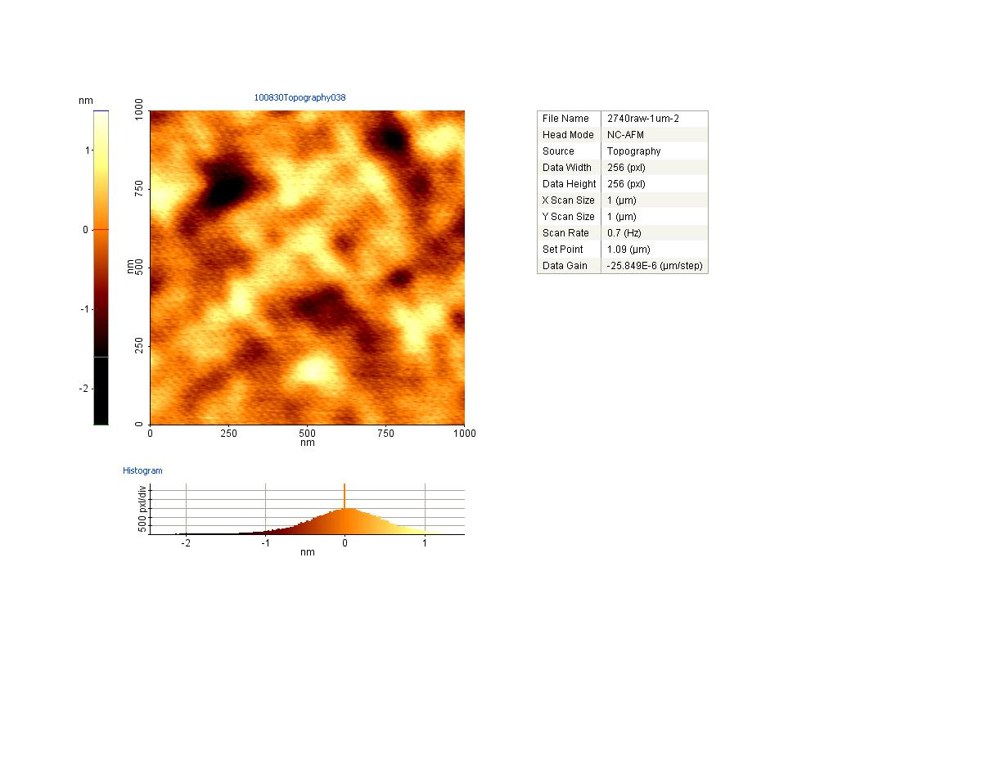 100830Topography038
nm
1
0
-1
-2
1000
750
500
250
0
nm
0 250 500 750 1000
nm
File Name 2740raw-1um-2
Head Mode NC-AFM
Source Topography
Data Width 256 (pxl)
Data Height 256 (pxl)
X Scan Size 1 (µm)
Y Scan Size 1 (µm)
Scan Rate 0.7 (Hz)
Set Point 1.09 (µm)
Data Gain -25.849E-6 (µm/step)
Histogram
500 pxl/div
-2 -1 0 1
nm